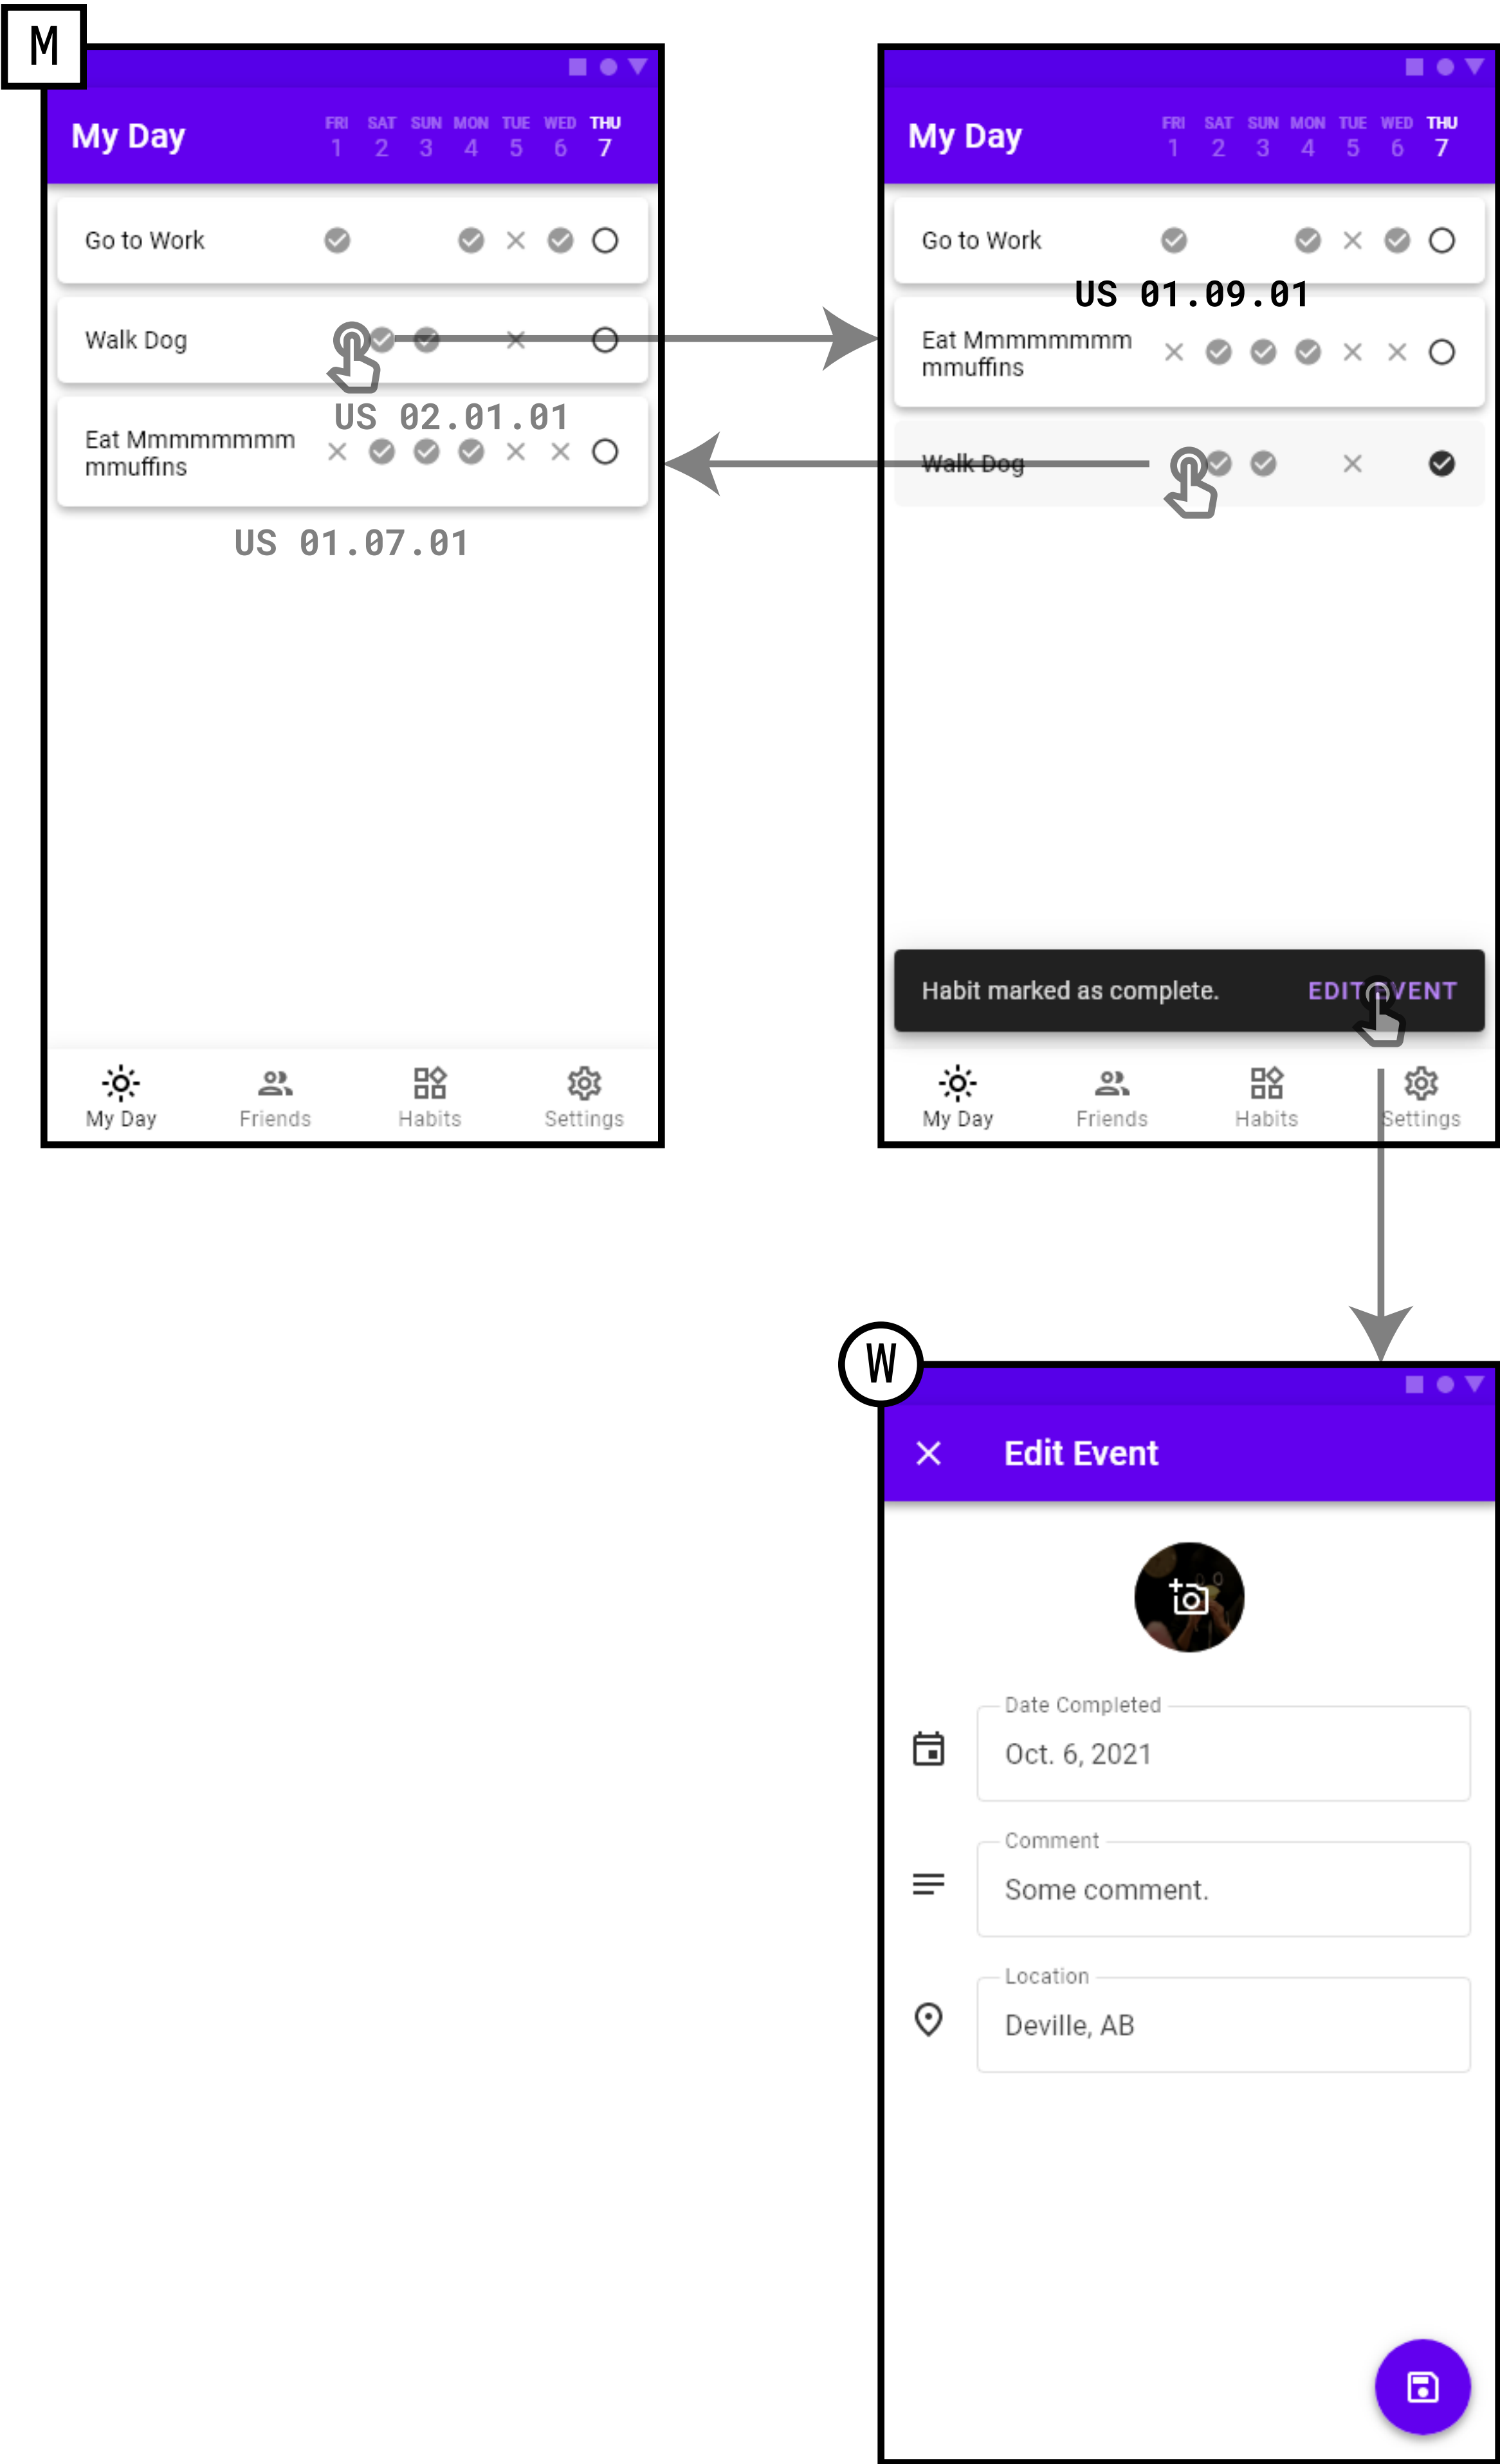 M
My Day
FRI SAT SUN MON TUE WED THU
1 2 3 4 5 6 7
Go to Work
Walk Dog
US 02.01.01
Eat Mmmmmmmm
mmuffins
US 01.07.01
My Day Friends Habits Settings
My Day
FRI SAT SUN MON TUE WED THU
1 2 3 4 5 6 7
Go to Work
US 01.09.01
Eat Mmmmmmmm
mmuffins
Walk Dog
Habit marked as complete. EDIT EVENT
My Day Friends Habits Settings
W
Edit Event
Date Completed
Oct. 6, 2021
Comment
Some comment.
Location
Deville, AB